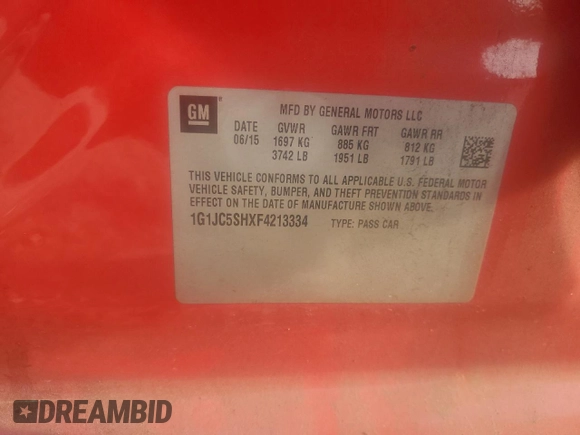 GM
MFD BY GENERAL MOTORS LLC
DATE GVWR GAWR FRT GAWR RR
06/15 1697 KG 885 KG 812 KG
3742 LB 1951 LB 1791 LB
THIS VEHICLE CONFORMS TO ALL APPLICABLE U.S. FEDERAL MOTOR
VEHICLE SAFETY, BUMPER, AND THEFT PREVENTION STANDARDS IN
EFFECT ON THE DATE OF MANUFACTURE SHOWN ABOVE.
1G1JC5SHXF4213334 TYPE: PASS CAR
DREAMBID